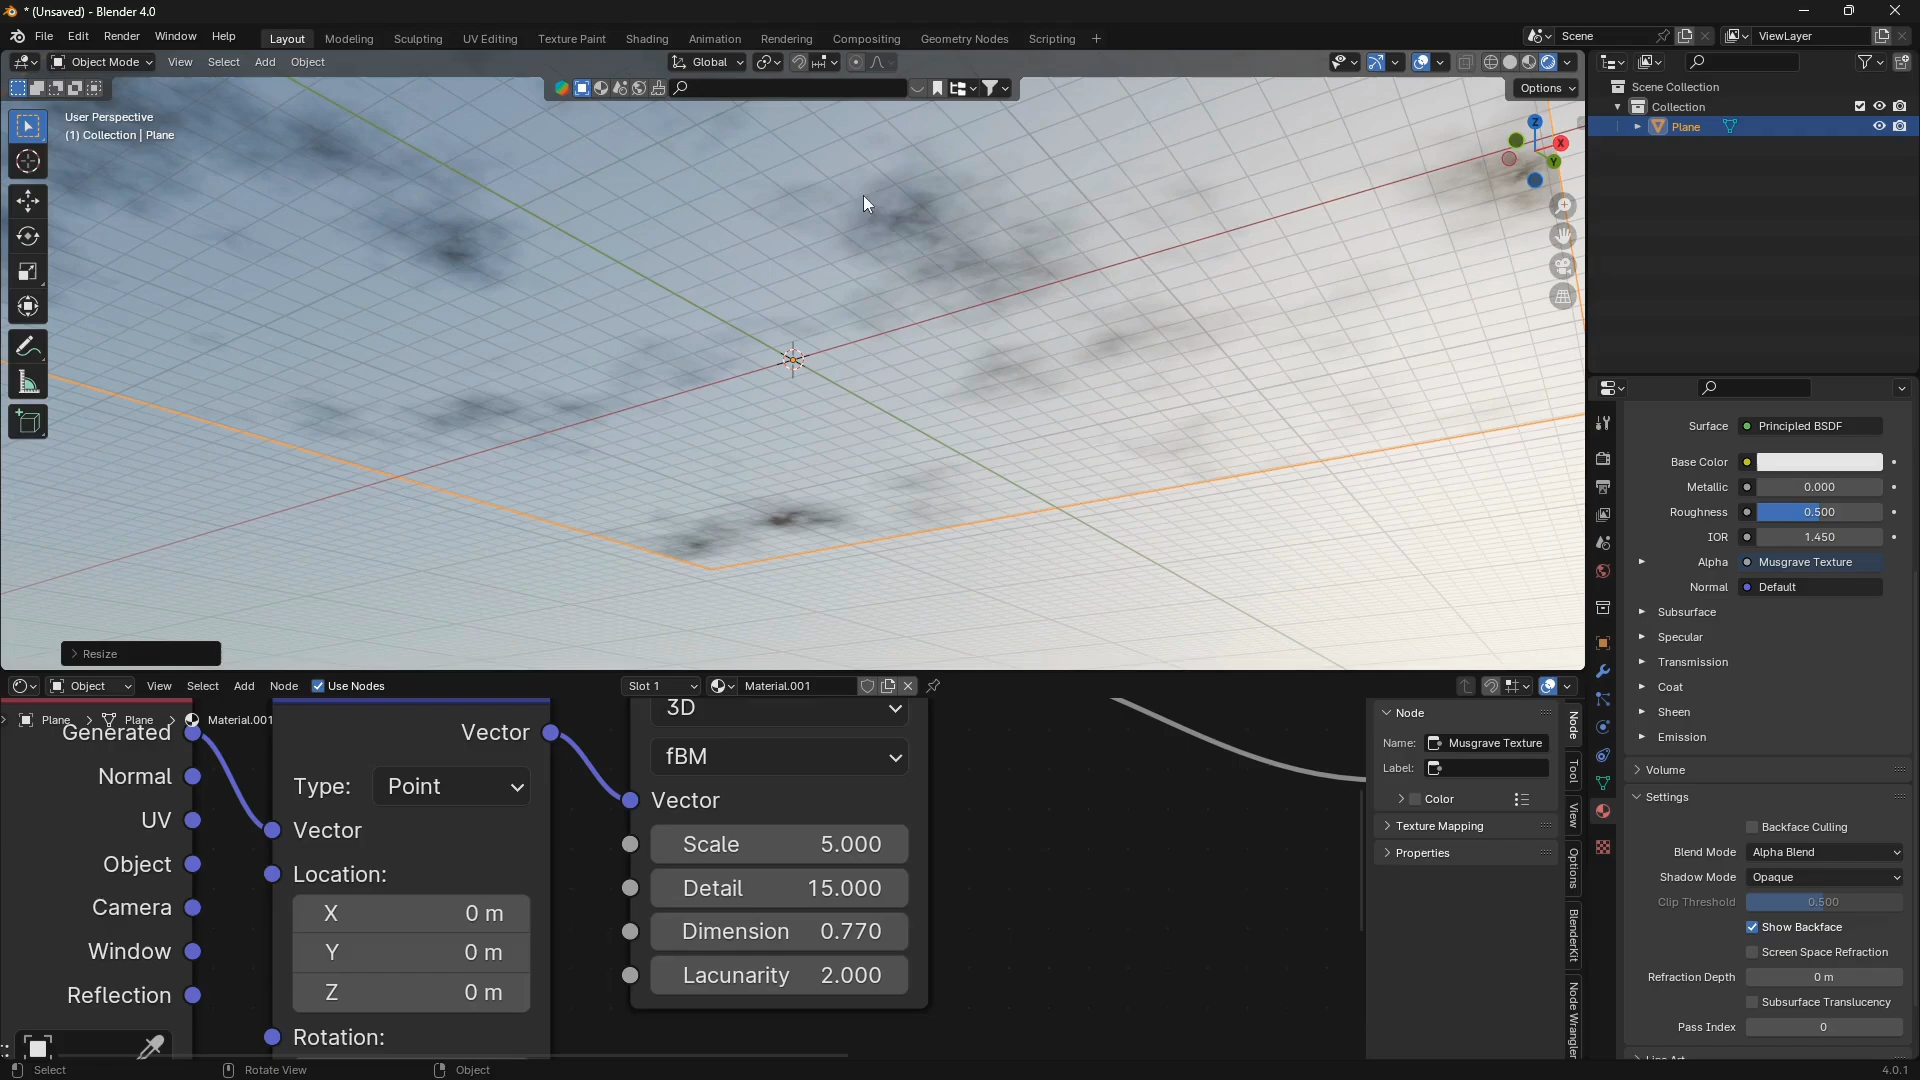 * (Unsaved) - Blender 4.0
File Edit Render Window Help Layout Modeling Sculpting UV Editing Texture Paint Shading Animation Rendering Compositing Geometry Nodes Scripting + Scene ViewLayer
Object Mode View Select Add Object Global
Options
User Perspective
(1) Collection | Plane
Z
X
Y
Resize
Scene Collection
Collection
Plane
Surface Principled BSDF
Base Color
Metallic 0.000
Roughness 0.500
IOR 1.450
Alpha Musgrave Texture
Normal Default
Subsurface
Specular
Transmission
Coat
Sheen
Emission
Volume
Settings
Backface Culling
Blend Mode Alpha Blend
Shadow Mode Opaque
Clip Threshold 0.500
Show Backface
Screen Space Refraction
Refraction Depth 0 m
Subsurface Translucency
Pass Index 0
Line Art
Object View Select Add Node Use Nodes Slot 1 Material.001
Plane > Plane > Material.001
Generated
Normal
UV
Object
Camera
Window
Reflection
Vector
Type: Point
Vector
Location:
X 0 m
Y 0 m
Z 0 m
Rotation:
3D
fBM
Vector
Scale 5.000
Detail 15.000
Dimension 0.770
Lacunarity 2.000
Node
Name: Musgrave Texture
Label:
Color
Texture Mapping
Properties
Node
Tool
View
Options
BlenderKit
Node Wrangler
Select Rotate View Object 4.0.1